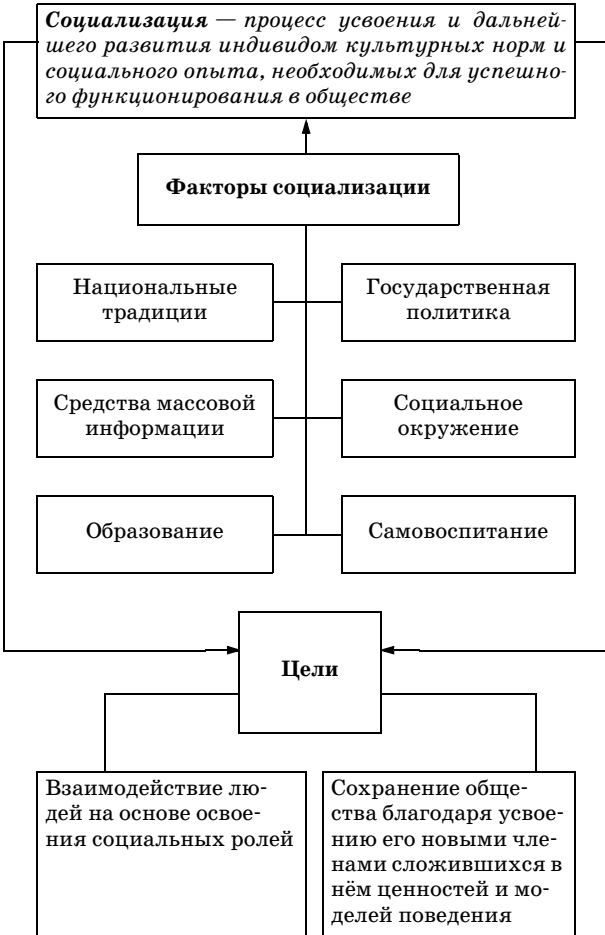 Социализация — процесс усвоения и дальней-
шего развития индивидом культурных норм и
социального опыта, необходимых для успешно-
го функционирования в обществе
Факторы социализации
Национальные
традиции
Государственная
политика
Средства массовой
информации
Социальное
окружение
Образование
Самовоспитание
Цели
Взаимодействие лю-
дей на основе освое-
ния социальных ролей
Сохранение обще-
ства благодаря усвое-
нию его новыми чле-
нами сложившихся в
нём ценностей и мо-
делей поведения